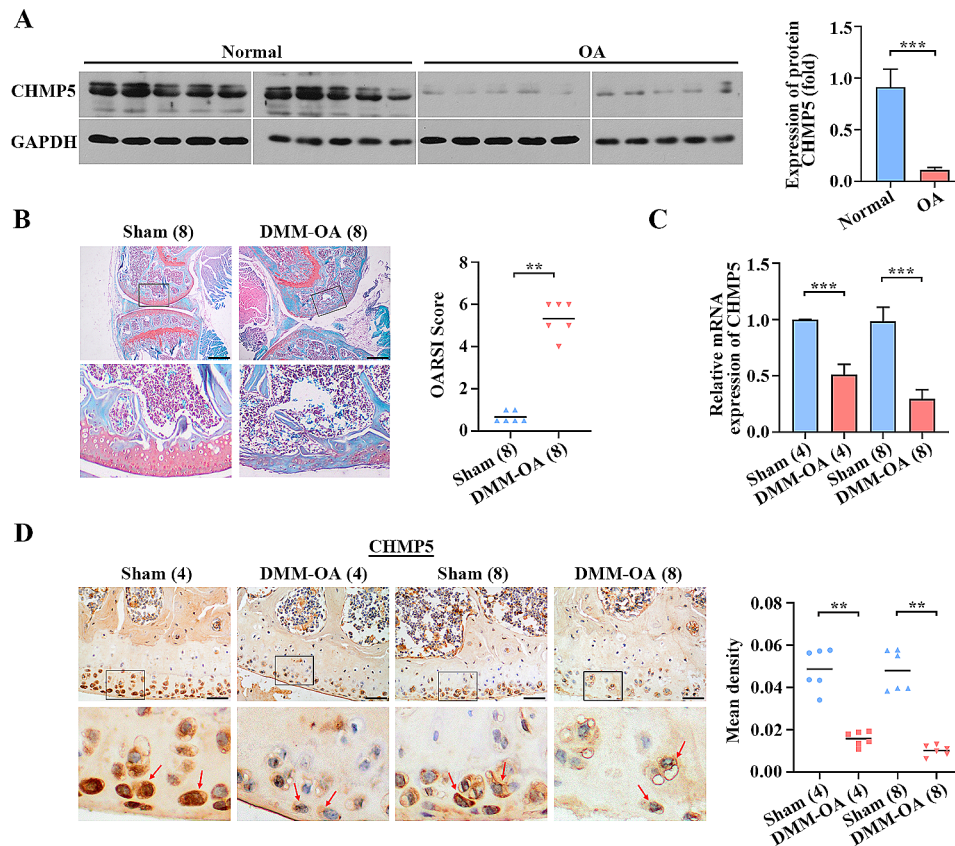 A
Normal
OA
CHMP5
GAPDH
Expression of protein
CHMP5 (fold)
1.5
1.0
0.5
0.0
***
Normal
OA
B
Sham (8)
DMM-OA (8)
OARSI Score
8
6
4
2
0
**
Sham (8)
DMM-OA (8)
C
Relative mRNA
expression of CHMP5
1.5
1.0
0.5
0.0
***
***
Sham (4)
DMM-OA (4)
Sham (8)
DMM-OA (8)
D
CHMP5
Sham (4)
DMM-OA (4)
Sham (8)
DMM-OA (8)
Mean density
0.08
0.06
0.04
0.02
0.00
**
**
Sham (4)
DMM-OA (4)
Sham (8)
DMM-OA (8)